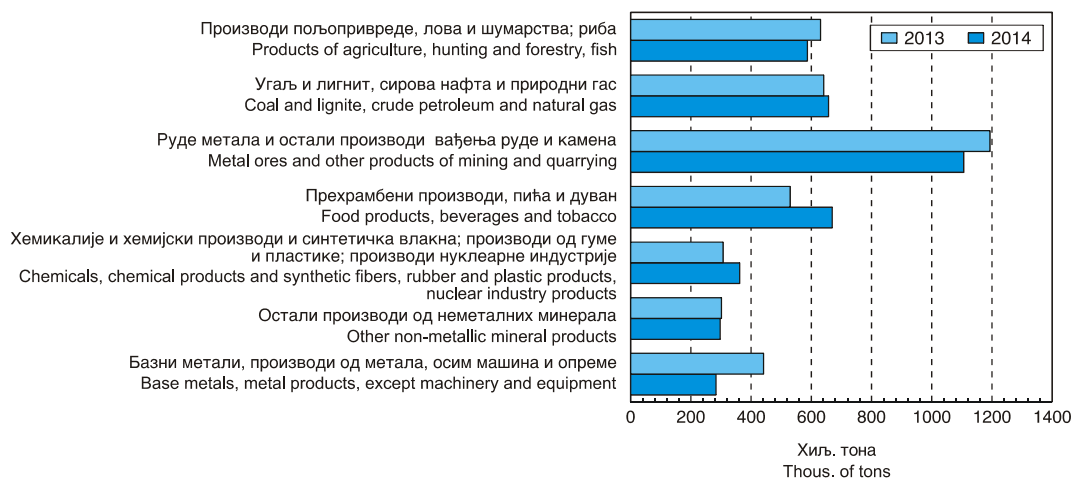 Производи пољопривреде, лова и шумарства; риба
Products of agriculture, hunting and forestry, fish
Угаљ и лигнит, сирова нафта и природни гас
Coal and lignite, crude petroleum and natural gas
Руде метала и остали производи вађења руде и камена
Metal ores and other products of mining and quarrying
Прехрамбени производи, пића и дуван
Food products, beverages and tobacco
Хемикалије и хемијски производи и синтетичка влакна; производи од гуме
и пластике; производи нуклеарне индустрије
Chemicals, chemical products and synthetic fibers, rubber and plastic products,
nuclear industry products
Остали производи од неметалних минерала
Other non-metallic mineral products
Базни метали, производи од метала, осим машина и опреме
Base metals, metal products, except machinery and equipment
2013 2014
0 200 400 600 800 1000 1200 1400
Хиљ. тона
Thous. of tons